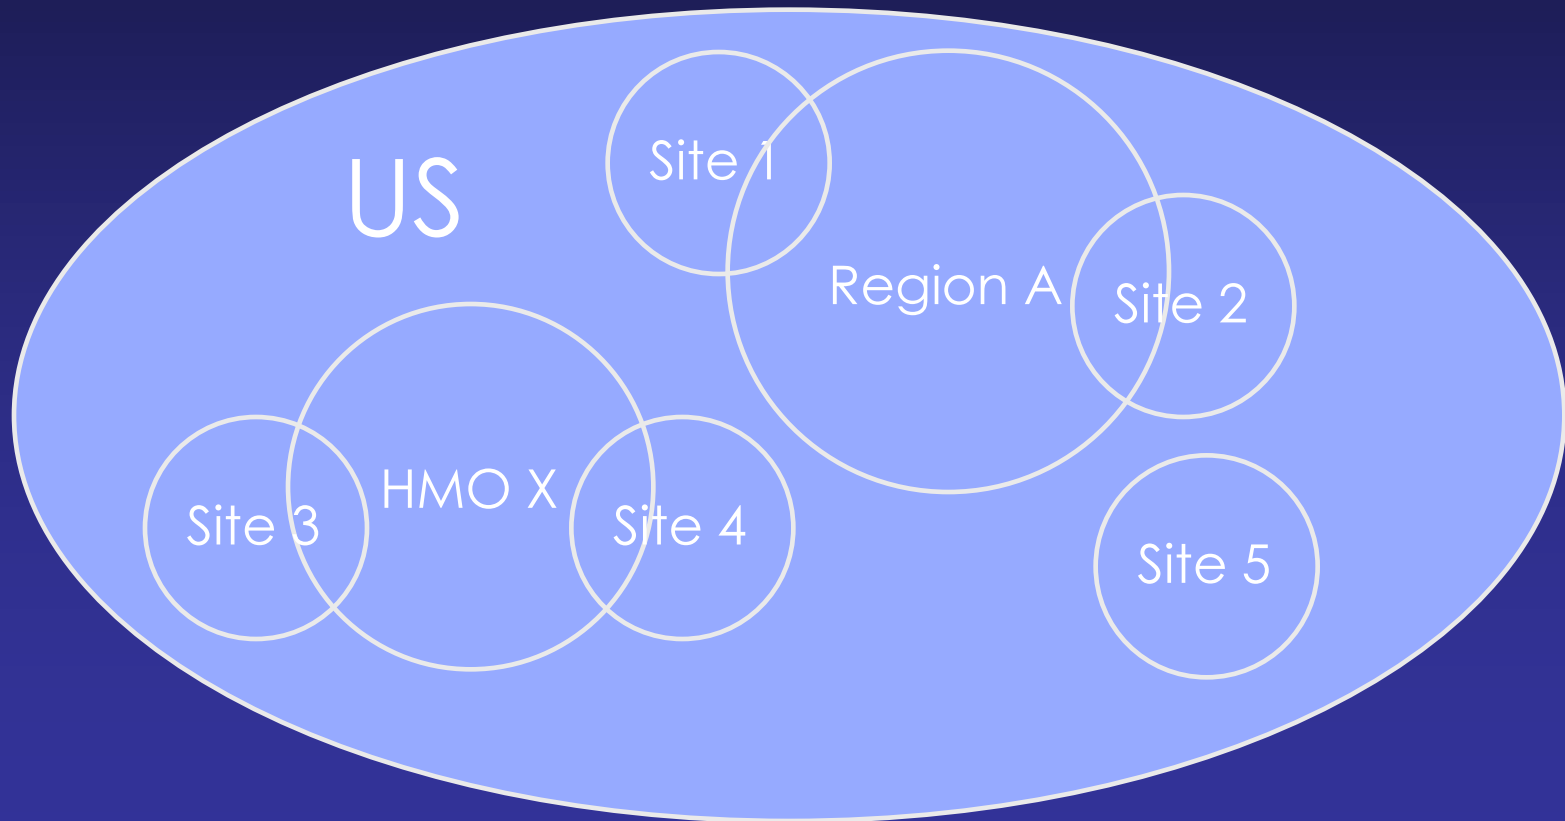 US
Site 1
Region A
Site 2
HMO X
Site 3
Site 4
Site 5